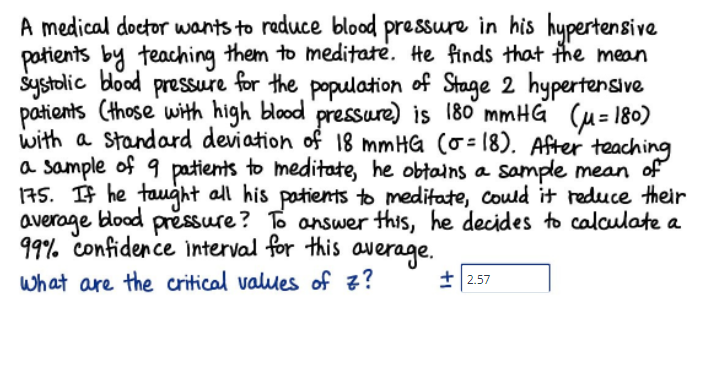 A medical doctor wants to reduce blood pressure in his hypertensive
patients by teaching them to meditate. He finds that the mean
systolic blood pressure for the population of Stage 2 hypertensive
patients (those with high blood pressure) is 180 mmHG (μ=180)
with a standard deviation of 18 mmHG (σ=18). After teaching
a sample of 9 patients to meditate, he obtains a sample mean of
175. If he taught all his patients to meditate, could it reduce their
average blood pressure? To answer this, he decides to calculate a
99% confidence interval for this average.
What are the critical values of z? ± 2.57